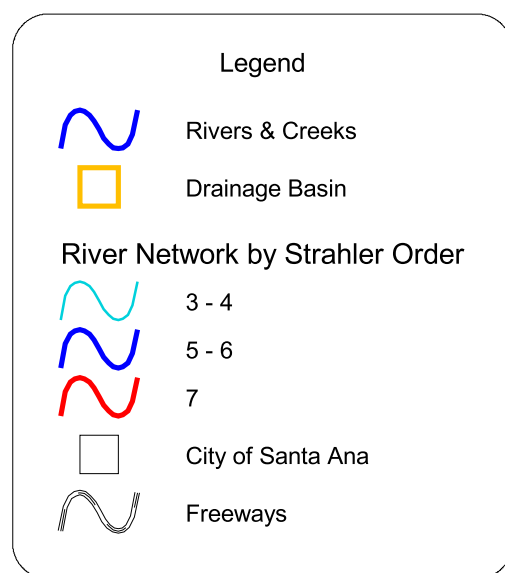 Legend
Rivers & Creeks
Drainage Basin
River Network by Strahler Order
3 - 4
5 - 6
7
City of Santa Ana
Freeways